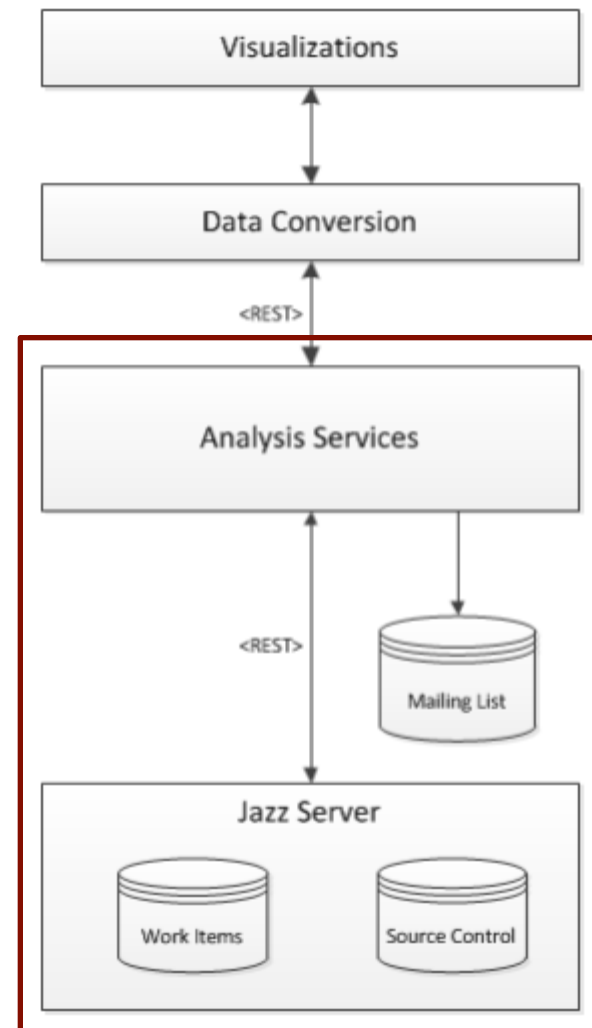 Visualizations
Data Conversion
<REST>
Analysis Services
<REST>
Mailing List
Jazz Server
Work Items
Source Control